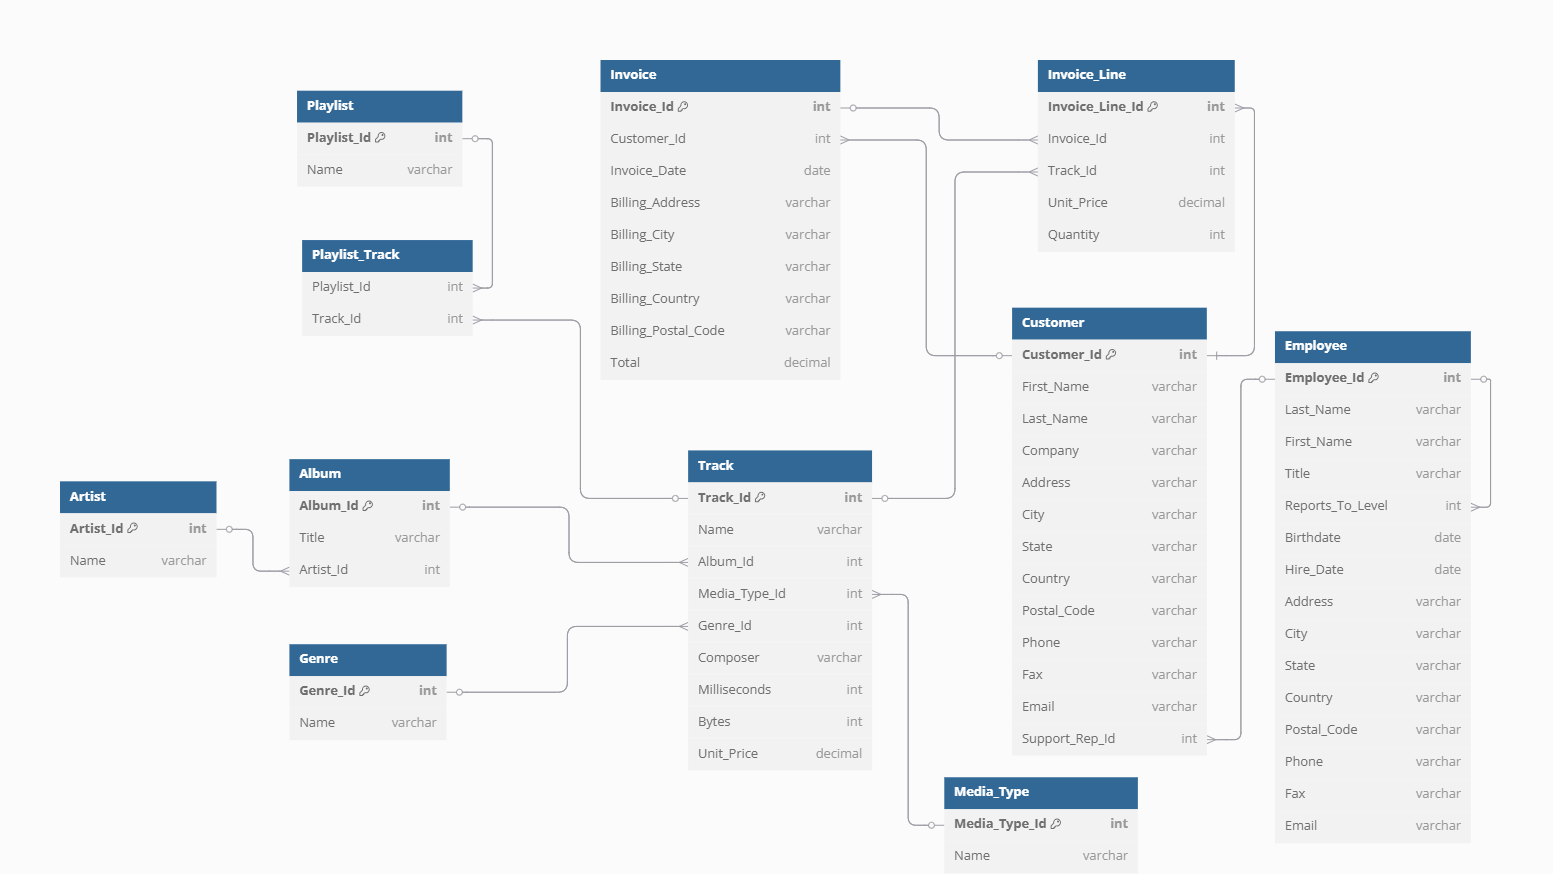 Playlist
Playlist_Id int
Name varchar
Playlist_Track
Playlist_Id int
Track_Id int
Invoice
Invoice_Id int
Customer_Id int
Invoice_Date date
Billing_Address varchar
Billing_City varchar
Billing_State varchar
Billing_Country varchar
Billing_Postal_Code varchar
Total decimal
Invoice_Line
Invoice_Line_Id int
Invoice_Id int
Track_Id int
Unit_Price decimal
Quantity int
Customer
Customer_Id int
First_Name varchar
Last_Name varchar
Company varchar
Address varchar
City varchar
State varchar
Country varchar
Postal_Code varchar
Phone varchar
Fax varchar
Email varchar
Support_Rep_Id int
Employee
Employee_Id int
Last_Name varchar
First_Name varchar
Title varchar
Reports_To_Level int
Birthdate date
Hire_Date date
Address varchar
City varchar
State varchar
Country varchar
Postal_Code varchar
Phone varchar
Fax varchar
Email varchar
Artist
Artist_Id int
Name varchar
Album
Album_Id int
Title varchar
Artist_Id int
Genre
Genre_Id int
Name varchar
Track
Track_Id int
Name varchar
Album_Id int
Media_Type_Id int
Genre_Id int
Composer varchar
Milliseconds int
Bytes int
Unit_Price decimal
Media_Type
Media_Type_Id int
Name varchar